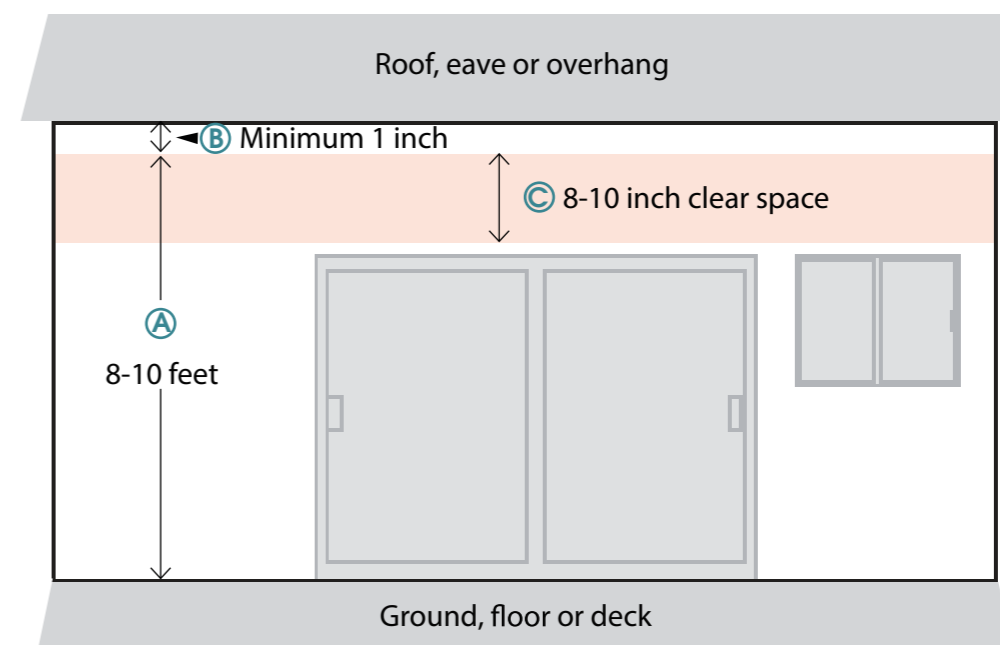 Roof, eave or overhang
B Minimum 1 inch
C 8-10 inch clear space
A
8-10 feet
Ground, floor or deck